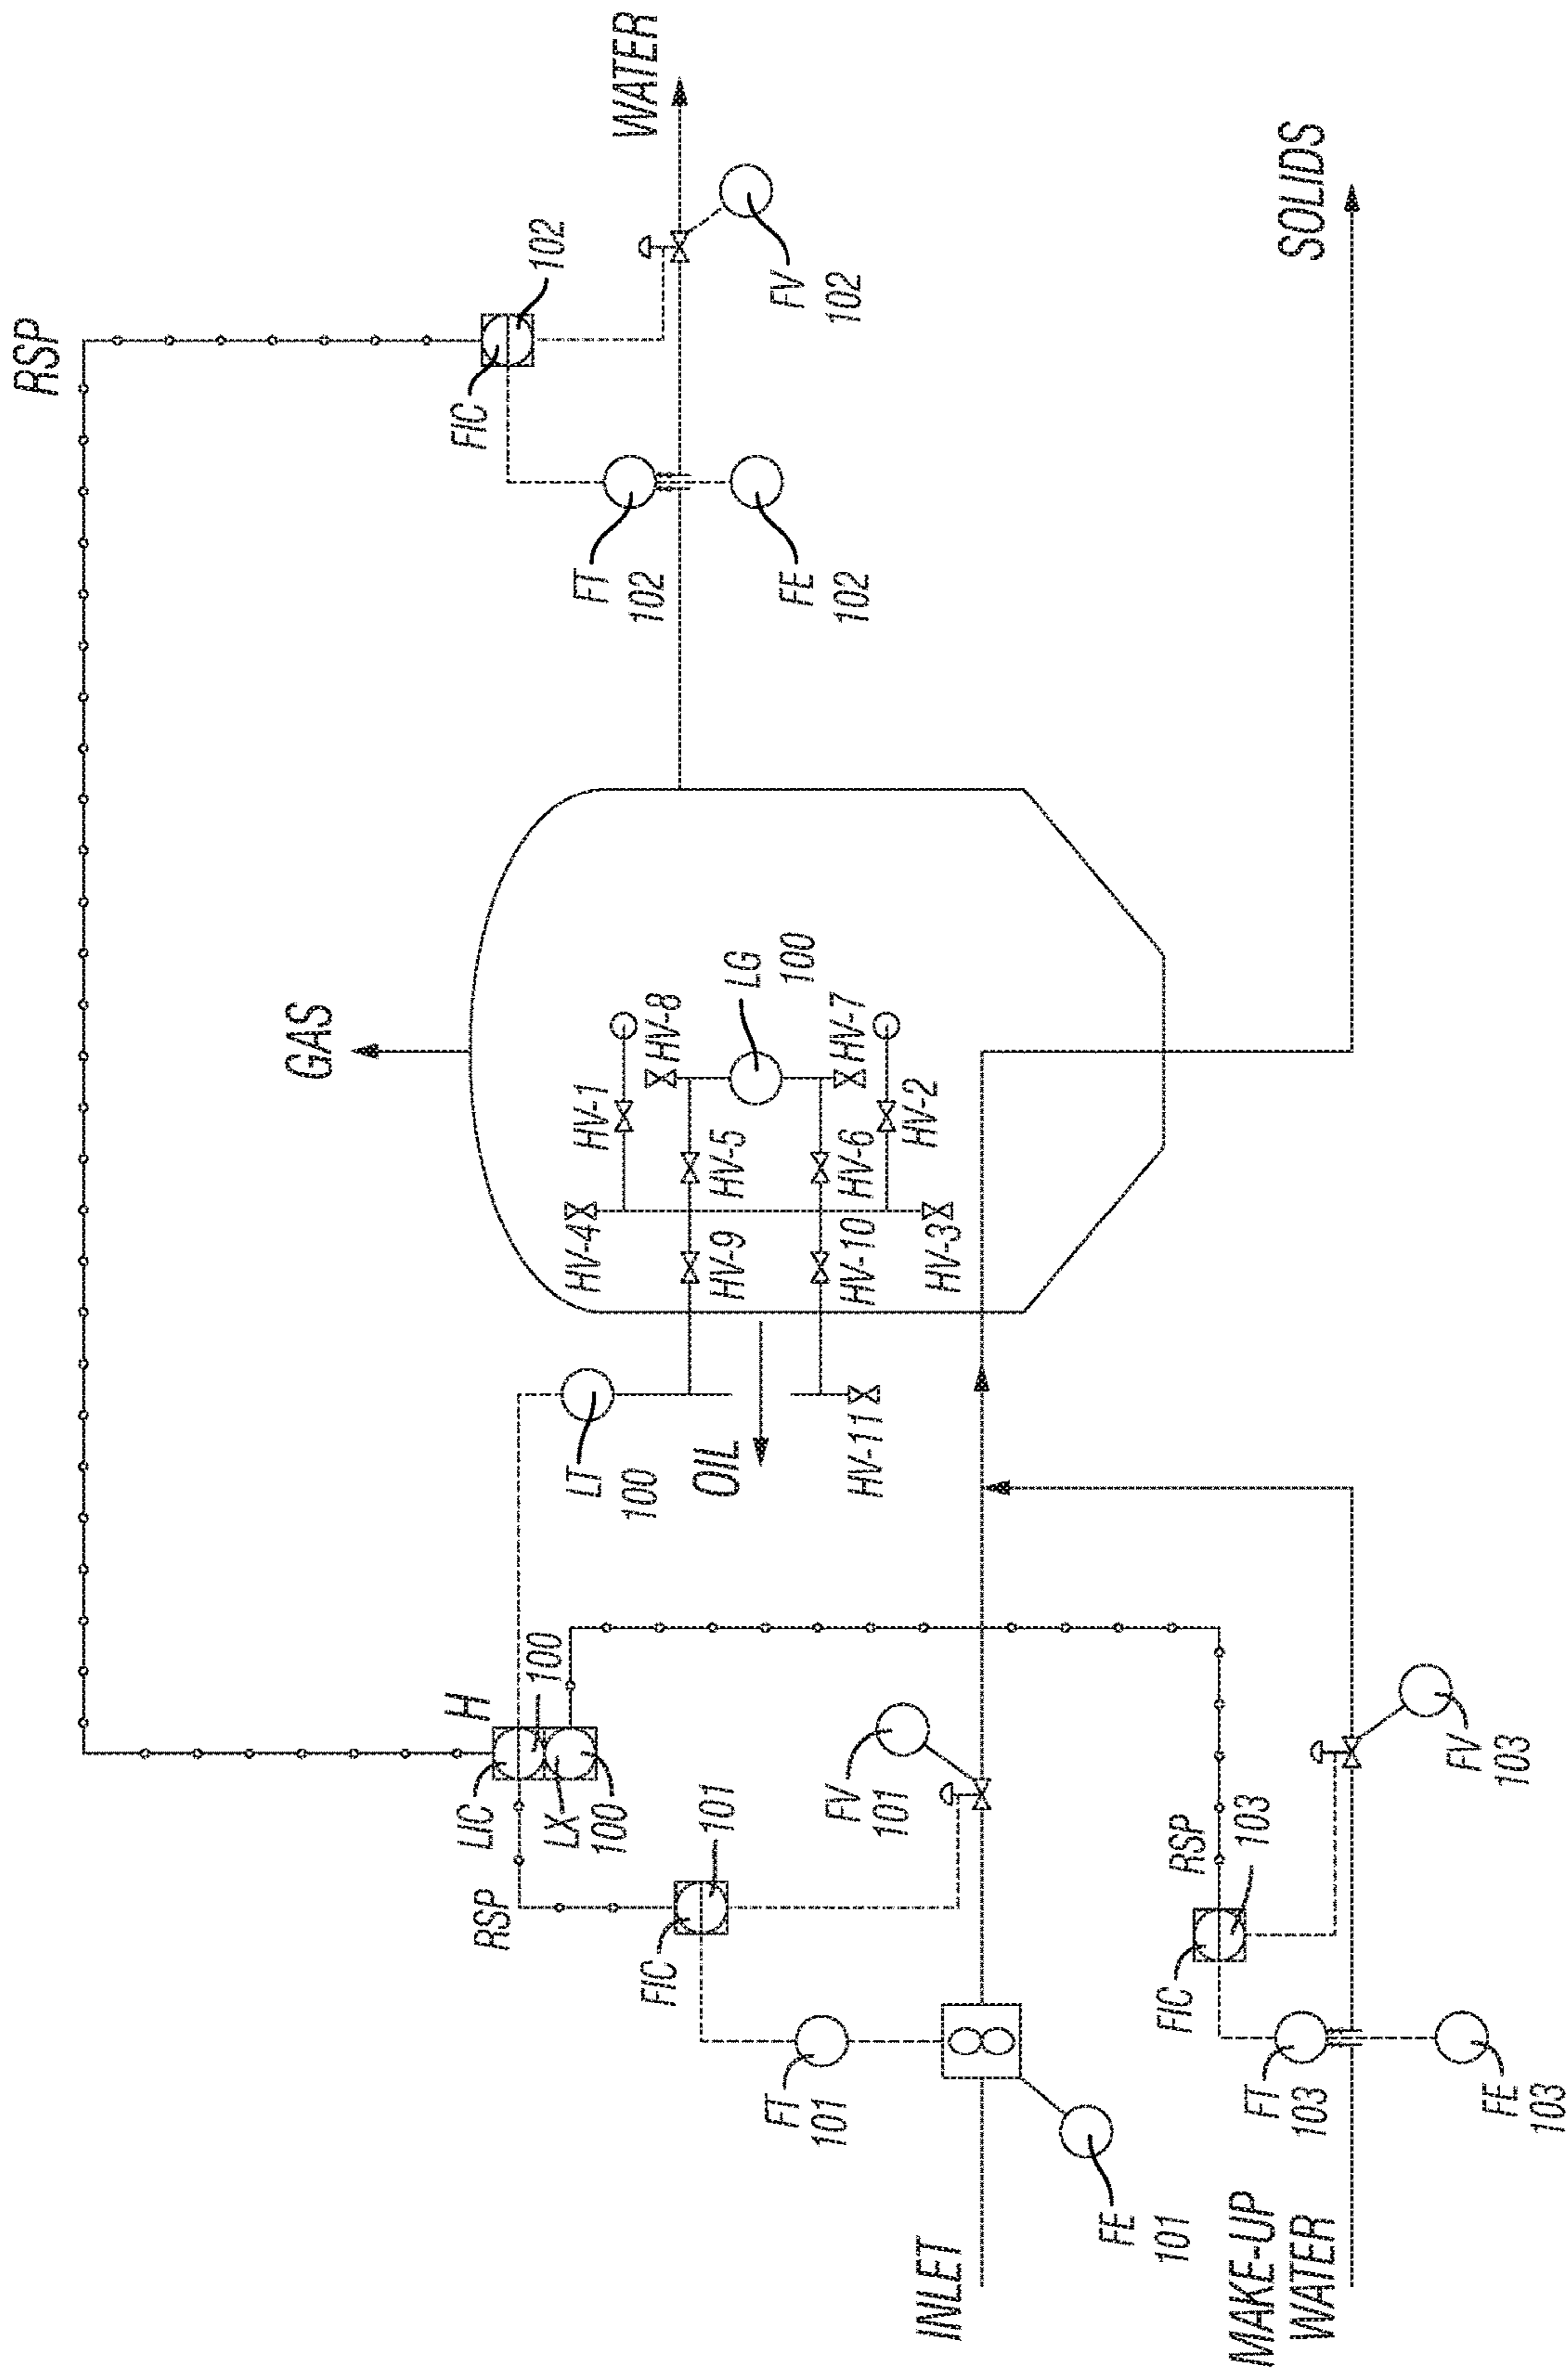 RSP
WATER
FIC
102
FV
102
FT
102
FE
102
SOLIDS
GAS
HV-1
HV-8
LG
100
HV-7
HV-2
HV-5
HV-6
HV-4
HV-9
HV-10
HV-3
LT
100
OIL
HV-11
H
LIC
100
LX
100
RSP
FIC
101
FV
101
FT
101
FE
101
INLET
RSP
FIC
103
FV
103
FT
103
FE
103
MAKE-UP
WATER